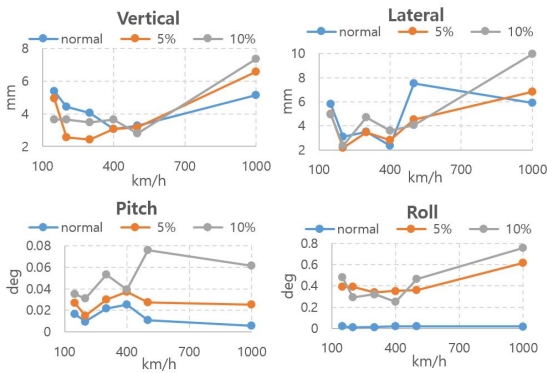 Vertical
normal 5% 10%
8
6
4
2
mm
100 400 700 1000
km/h
Lateral
normal 5% 10%
10
8
6
4
2
mm
100 400 700 1000
km/h
Pitch
normal 5% 10%
0.08
0.06
0.04
0.02
0
deg
100 400 700 1000
km/h
Roll
normal 5% 10%
0.8
0.6
0.4
0.2
0
deg
100 400 700 1000
km/h